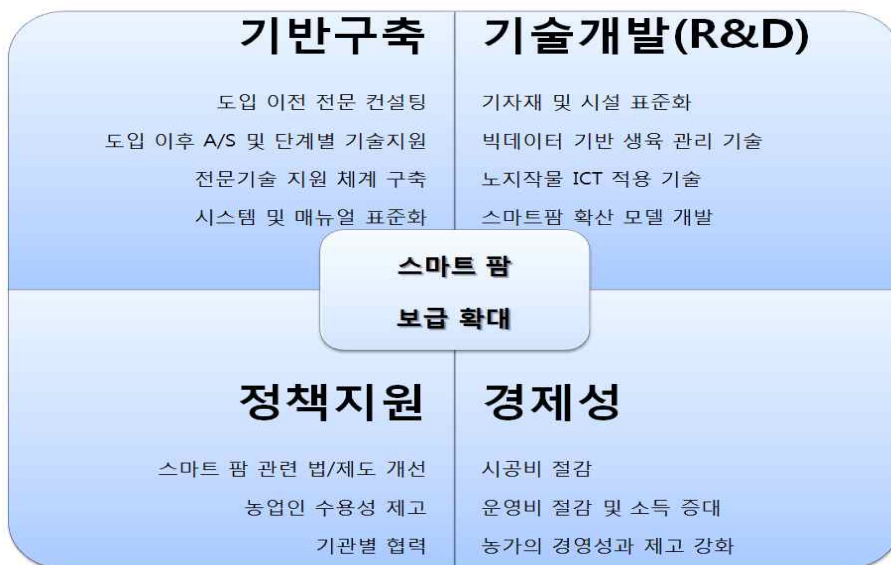 기반구축
도입 이전 전문 컨설팅
도입 이후 A/S 및 단계별 기술지원
전문기술 지원 체계 구축
시스템 및 매뉴얼 표준화
기술개발(R&D)
기자재 및 시설 표준화
빅데이터 기반 생육 관리 기술
노지작물 ICT 적용 기술
스마트팜 확산 모델 개발
스마트 팜
보급 확대
정책지원
스마트 팜 관련 법/제도 개선
농업인 수용성 제고
기관별 협력
경제성
시공비 절감
운영비 절감 및 소득 증대
농가의 경영성과 제고 강화